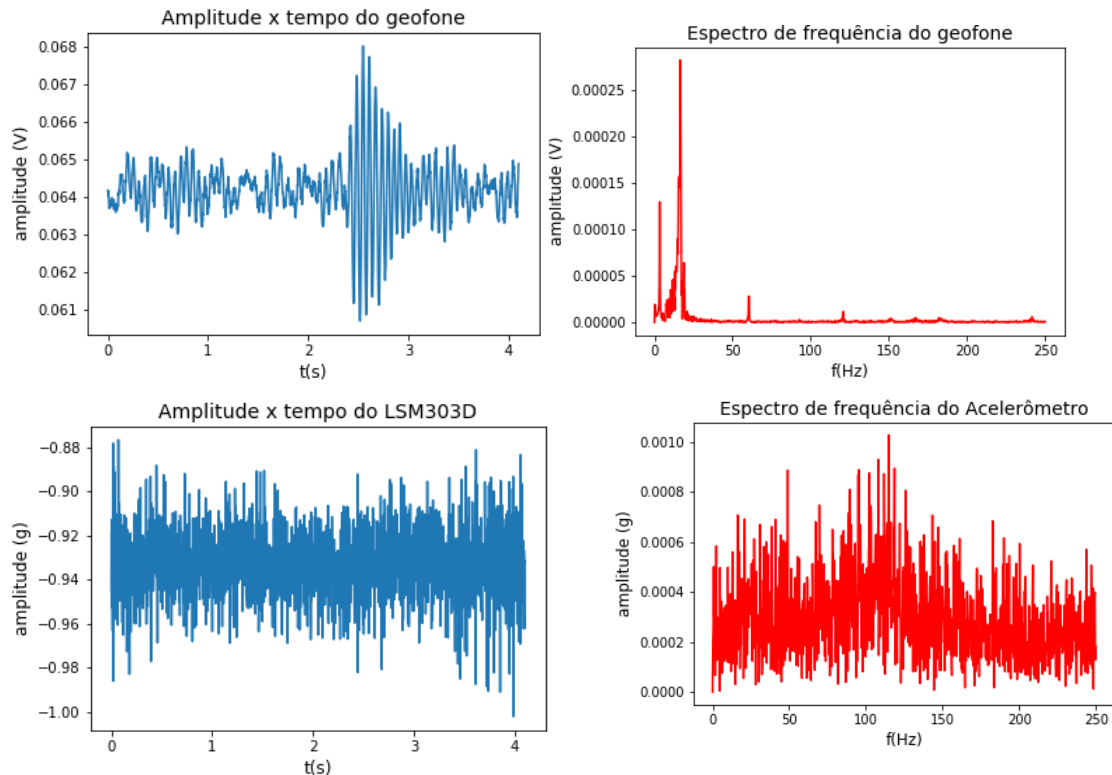 Amplitude x tempo do geofone
0.068
0.067
0.066
0.065
0.064
0.063
0.062
0.061
amplitude (V)
0 1 2 3 4
t(s)
Espectro de frequência do geofone
0.00025
0.00020
0.00015
0.00010
0.00005
0.00000
amplitude (V)
0 50 100 150 200 250
f(Hz)
Amplitude x tempo do LSM303D
−0.88
−0.90
−0.92
−0.94
−0.96
−0.98
−1.00
amplitude (g)
0 1 2 3 4
t(s)
Espectro de frequência do Acelerômetro
0.0010
0.0008
0.0006
0.0004
0.0002
0.0000
amplitude (g)
0 50 100 150 200 250
f(Hz)